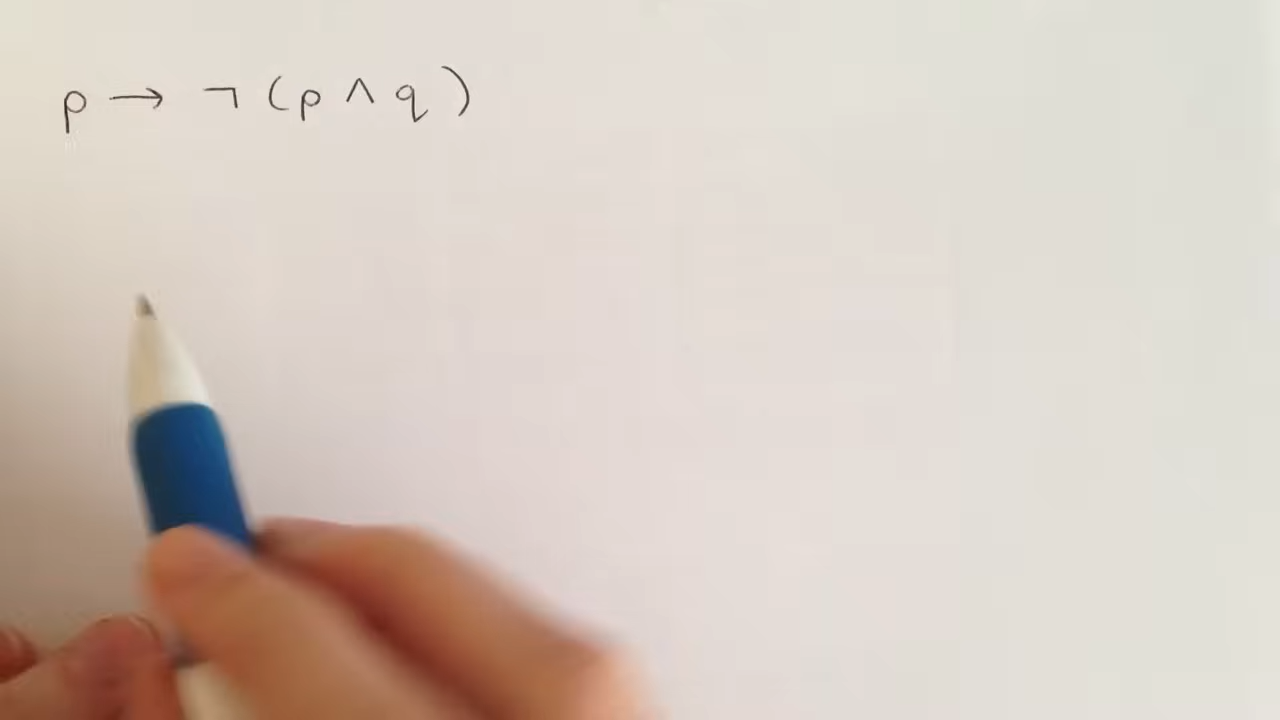 p → ¬ (p ∧ q)